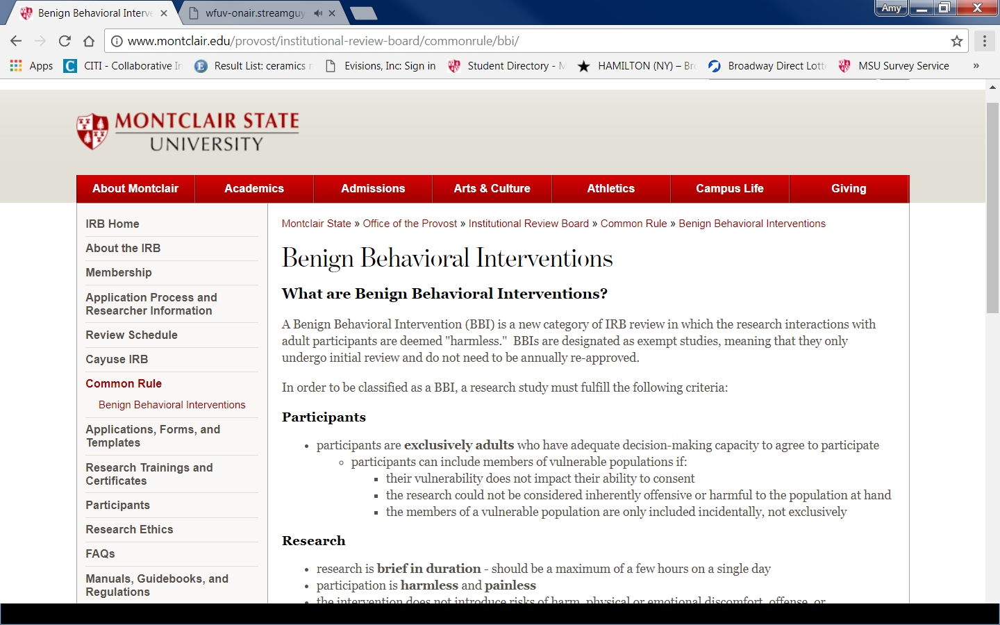 Benign Behavioral Interve
wfuv-onair.streamguy
Amy
www.montclair.edu/provost/institutional-review-board/commonrule/bbi/
Apps
CITI - Collaborative In
Result List: ceramics
Evisions, Inc: Sign in
Student Directory - M
HAMILTON (NY) – Bro
Broadway Direct Lott
MSU Survey Service
»
MONTCLAIR STATE
UNIVERSITY
About Montclair Academics Admissions Arts & Culture Athletics Campus Life Giving
IRB Home
About the IRB
Membership
Application Process and
Researcher Information
Review Schedule
Cayuse IRB
Common Rule
Benign Behavioral Interventions
Applications, Forms, and
Templates
Research Trainings and
Certificates
Participants
Research Ethics
FAQs
Manuals, Guidebooks, and
Regulations
Montclair State » Office of the Provost » Institutional Review Board » Common Rule » Benign Behavioral Interventions
Benign Behavioral Interventions
What are Benign Behavioral Interventions?
A Benign Behavioral Intervention (BBI) is a new category of IRB review in which the research interactions with
adult participants are deemed "harmless."  BBIs are designated as exempt studies, meaning that they only
undergo initial review and do not need to be annually re-approved.
In order to be classified as a BBI, a research study must fulfill the following criteria:
Participants
• participants are exclusively adults who have adequate decision-making capacity to agree to participate
◦ participants can include members of vulnerable populations if:
▪ their vulnerability does not impact their ability to consent
▪ the research could not be considered inherently offensive or harmful to the population at hand
▪ the members of a vulnerable population are only included incidentally, not exclusively
Research
• research is brief in duration - should be a maximum of a few hours on a single day
• participation is harmless and painless
• the intervention does not introduce risks of harm, physical or emotional discomfort, offense, or